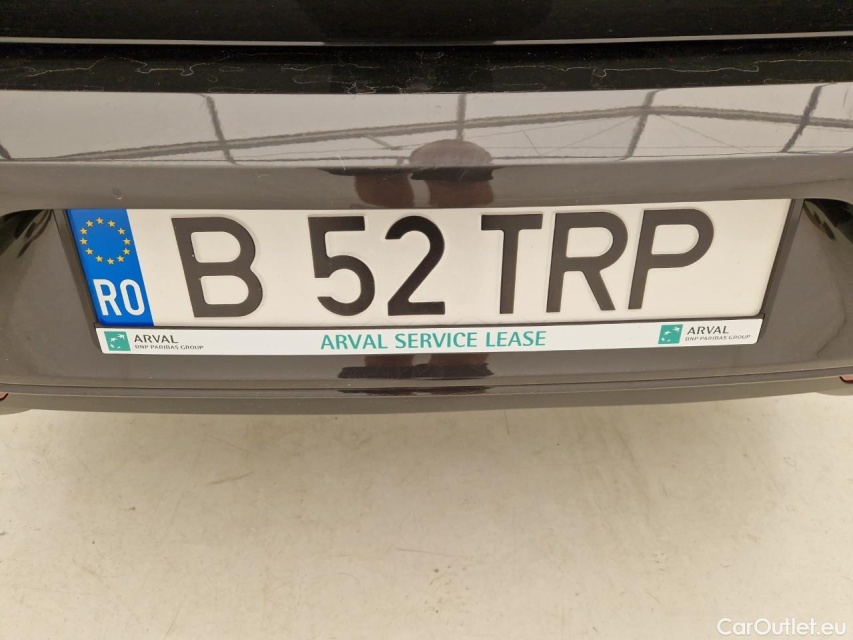 RO B 52 TRP
ARVAL
BNP PARIBAS GROUP
ARVAL SERVICE LEASE
ARVAL
BNP PARIBAS GROUP
CarOutlet.eu